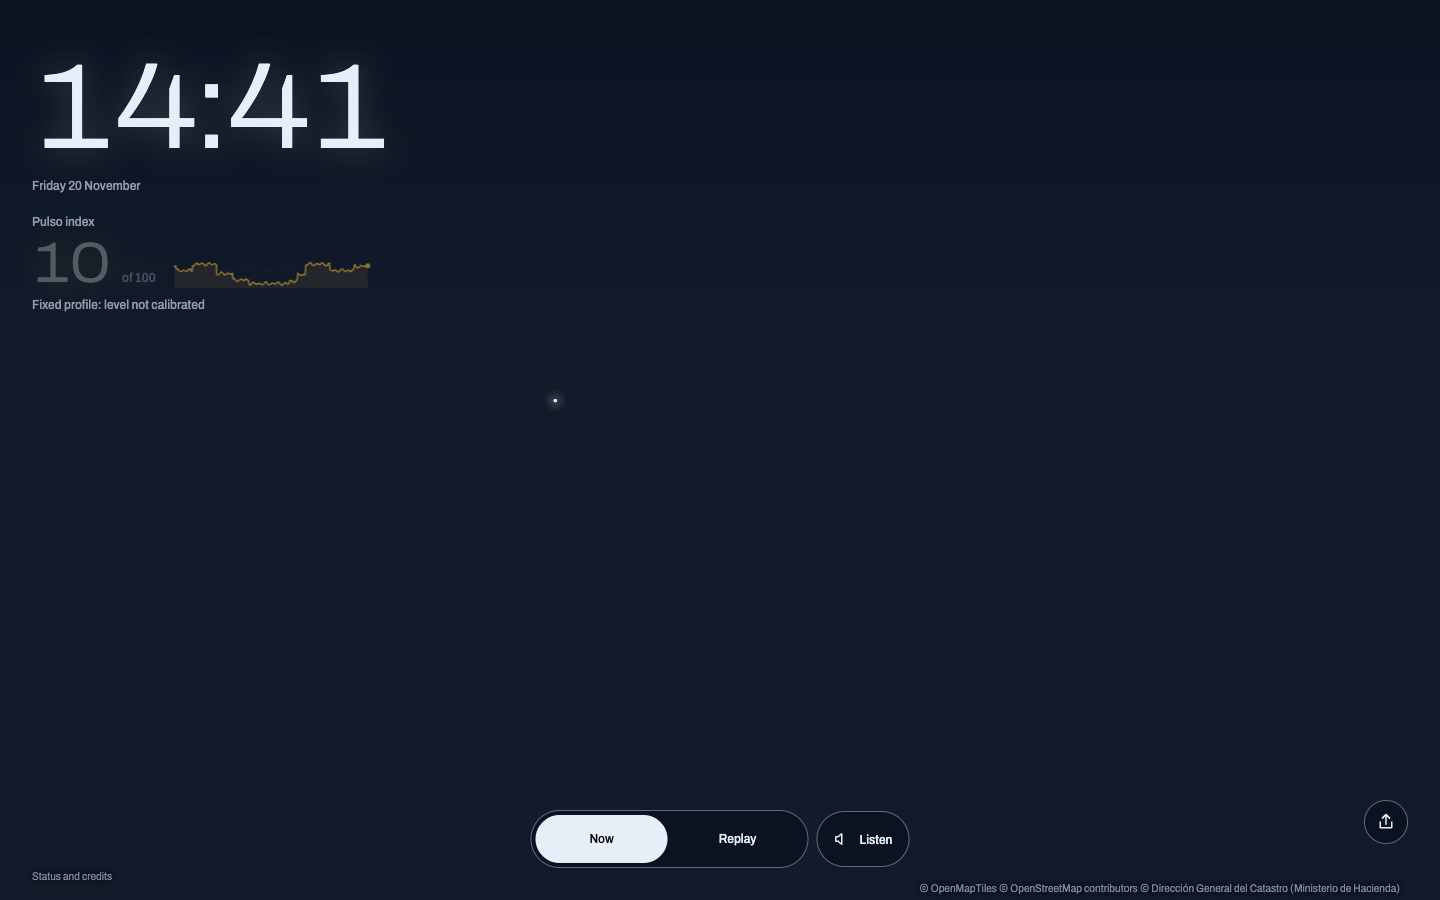 14:41
Friday 20 November
Pulso index
10 of 100
Fixed profile: level not calibrated
Now
Replay
Listen
Status and credits
© OpenMapTiles © OpenStreetMap contributors © Dirección General del Catastro (Ministerio de Hacienda)